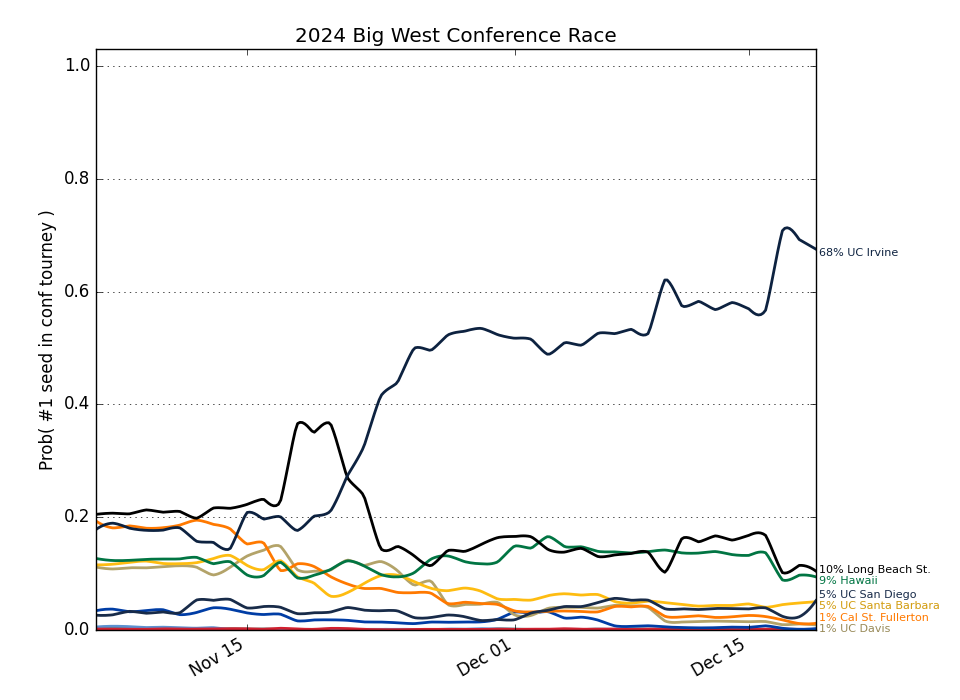 2024 Big West Conference Race
Prob( #1 seed in conf tourney )
1.0
0.8
0.6
0.4
0.2
0.0
Nov 15
Dec 01
Dec 15
68% UC Irvine
10% Long Beach St.
9% Hawaii
5% UC San Diego
5% UC Santa Barbara
1% Cal St. Fullerton
1% UC Davis